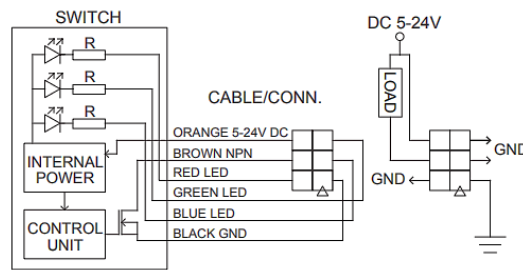 SWITCH
R
R
R
INTERNAL
POWER
CONTROL
UNIT
CABLE/CONN.
ORANGE 5-24V DC
BROWN NPN
RED LED
GREEN LED
BLUE LED
BLACK GND
DC 5-24V
LOAD
GND
GND